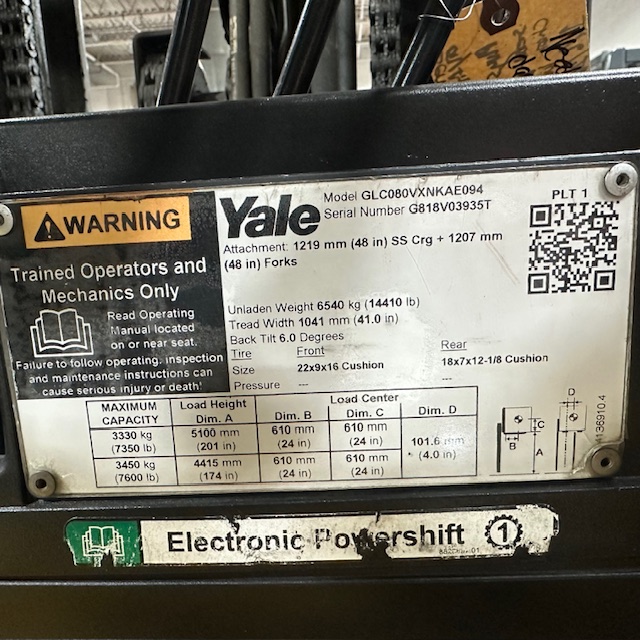 WARNING
Trained Operators and
Mechanics Only
Read Operating
Manual located
on or near seat.
Failure to follow operating, inspection
and maintenance instructions can
cause serious injury or death!
Yale
Model GLC080VXNKAE094
Serial Number G818V03935T
PLT 1
Attachment: 1219 mm (48 in) SS Crg + 1207 mm
(48 in) Forks
Unladen Weight 6540 kg (14410 lb)
Tread Width 1041 mm (41.0 in)
Back Tilt 6.0 Degrees
Tire Front Rear
Size 22x9x16 Cushion 18x7x12-1/8 Cushion
Pressure --- ---
MAXIMUM CAPACITY Load Height Dim. A Load Center Dim. B Dim. C Dim. D
3330 kg (7350 lb) 5100 mm (201 in) 610 mm (24 in) 610 mm (24 in) 101.6 mm (4.0 in)
3450 kg (7600 lb) 4415 mm (174 in) 610 mm (24 in) 610 mm (24 in)
B C A D
4136910.4
Electronic Powershift 1